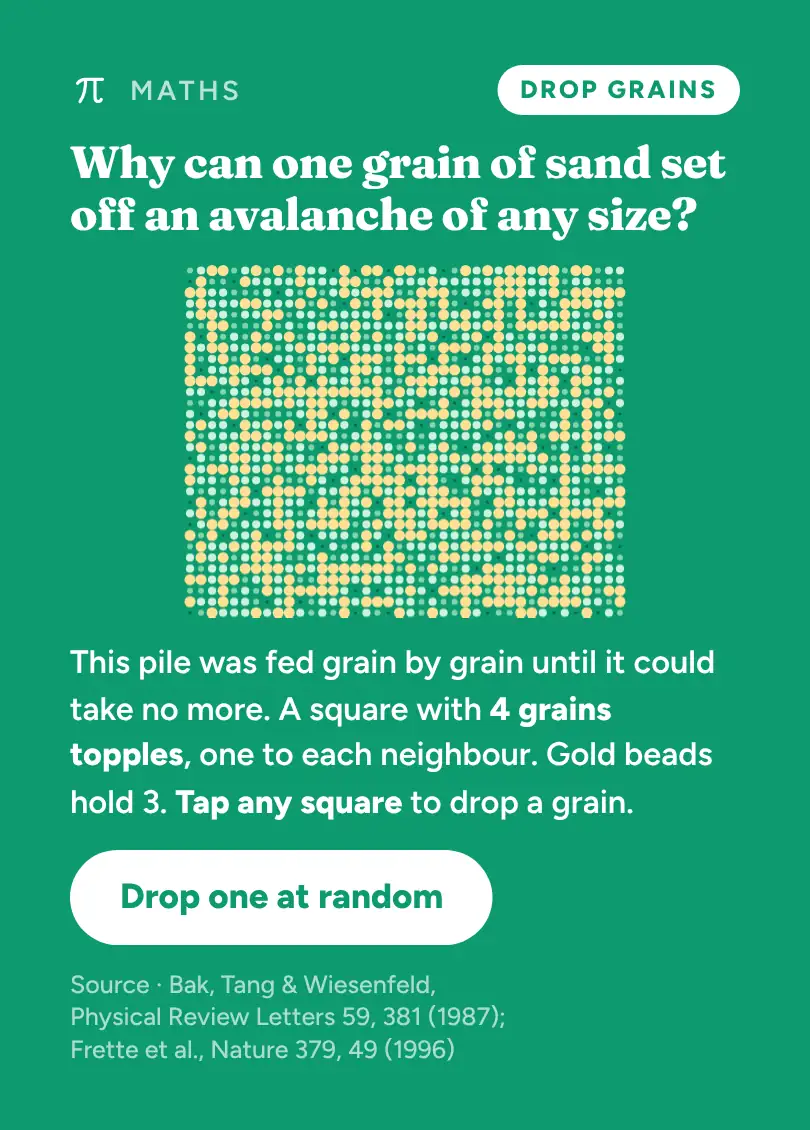 π MATHS
DROP GRAINS
Why can one grain of sand set
off an avalanche of any size?
This pile was fed grain by grain until it could
take no more. A square with 4 grains
topples, one to each neighbour. Gold beads
hold 3. Tap any square to drop a grain.
Drop one at random
Source · Bak, Tang & Wiesenfeld,
Physical Review Letters 59, 381 (1987);
Frette et al., Nature 379, 49 (1996)